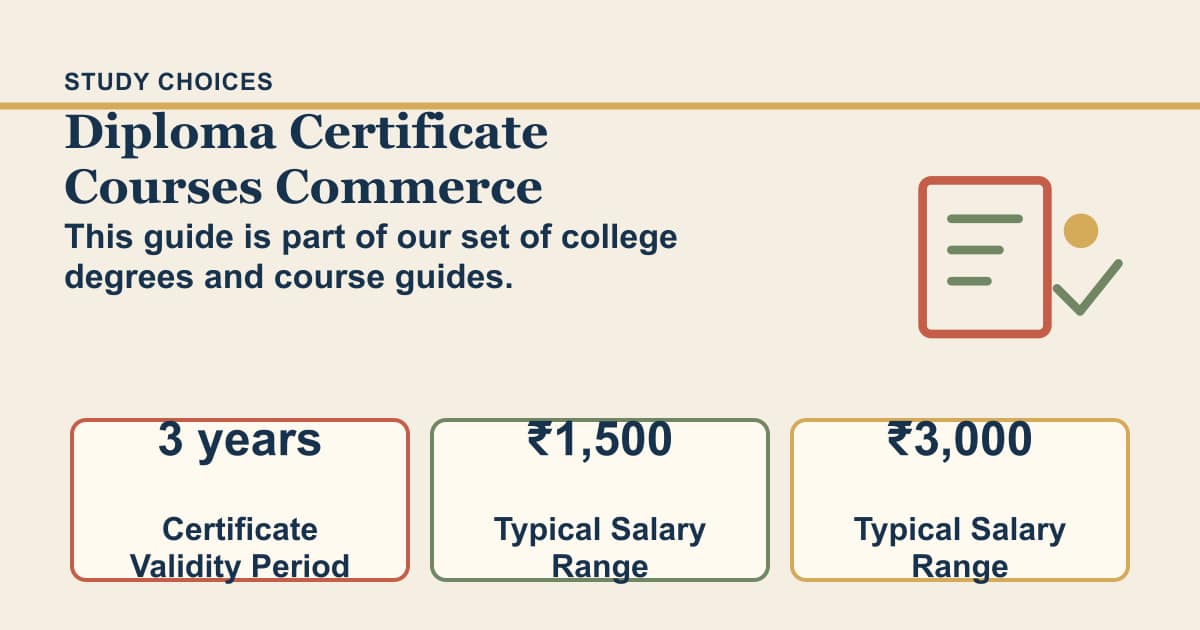 STUDY CHOICES
Diploma Certificate
Courses Commerce
This guide is part of our set of college
degrees and course guides.
3 years
Certificate
Validity Period
₹1,500
Typical Salary
Range
₹3,000
Typical Salary
Range